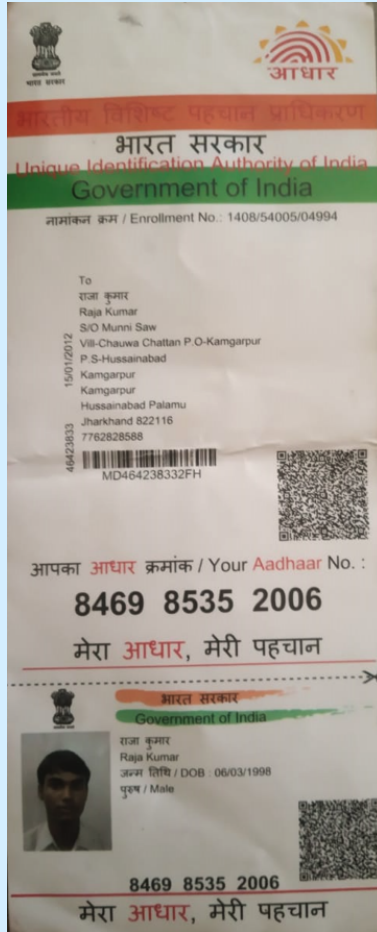 भारत सरकार
आधार
भारतीय विशिष्ट पहचान प्राधिकरण
भारत सरकार
Unique Identification Authority of India
Government of India
नामांकन क्रम / Enrollment No.: 1408/54005/04994
To
राजा कुमार
Raja Kumar
S/O Munni Saw
Vill-Chauwa Chattan P.O-Kamgarpur
P.S-Hussainabad
Kamgarpur
Kamgarpur
Hussainabad Palamu
Jharkhand 822116
7762828588
15/01/2012
46423833
MD464238332FH
आपका आधार क्रमांक / Your Aadhaar No. :
8469 8535 2006
मेरा आधार, मेरी पहचान
भारत सरकार
Government of India
राजा कुमार
Raja Kumar
जन्म तिथि / DOB : 06/03/1998
पुरुष / Male
8469 8535 2006
मेरा आधार, मेरी पहचान